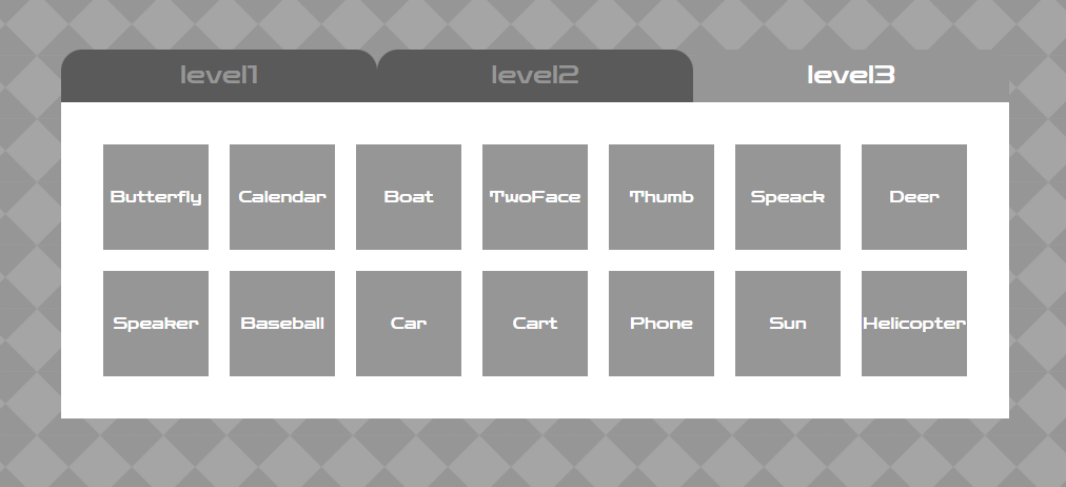 level1 level2 level3
Butterfly Calendar Boat TwoFace Thumb Speack Deer
Speaker Baseball Car Cart Phone Sun Helicopter